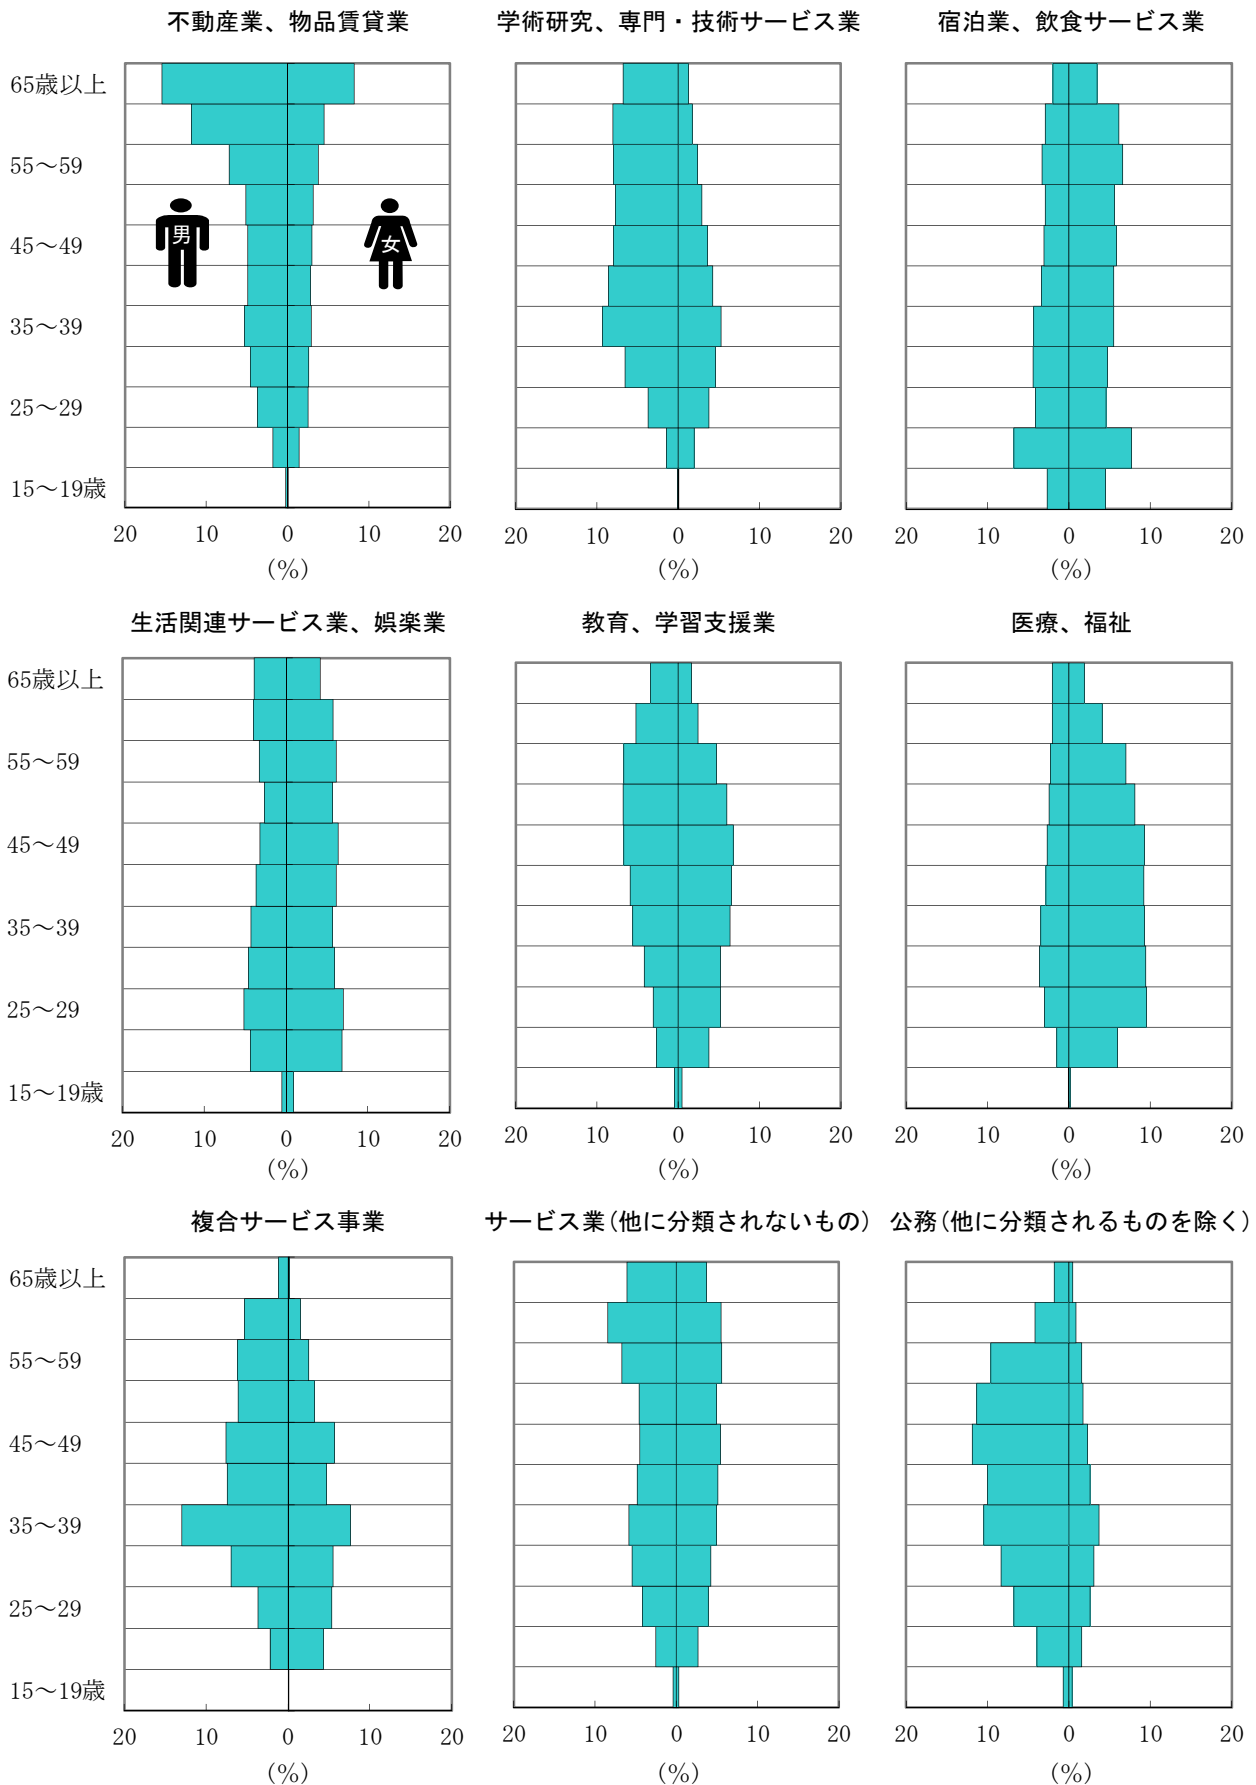 不動産業、物品賃貸業
学術研究、専門・技術サービス業
宿泊業、飲食サービス業
65歳以上
55～59
45～49
35～39
25～29
15～19歳
男
女
20 10 0 10 20
(%)
20 10 0 10 20
(%)
20 10 0 10 20
(%)
生活関連サービス業、娯楽業
教育、学習支援業
医療、福祉
65歳以上
55～59
45～49
35～39
25～29
15～19歳
20 10 0 10 20
(%)
20 10 0 10 20
(%)
20 10 0 10 20
(%)
複合サービス事業
サービス業(他に分類されないもの)
公務(他に分類されるものを除く)
65歳以上
55～59
45～49
35～39
25～29
15～19歳
20 10 0 10 20
(%)
20 10 0 10 20
(%)
20 10 0 10 20
(%)